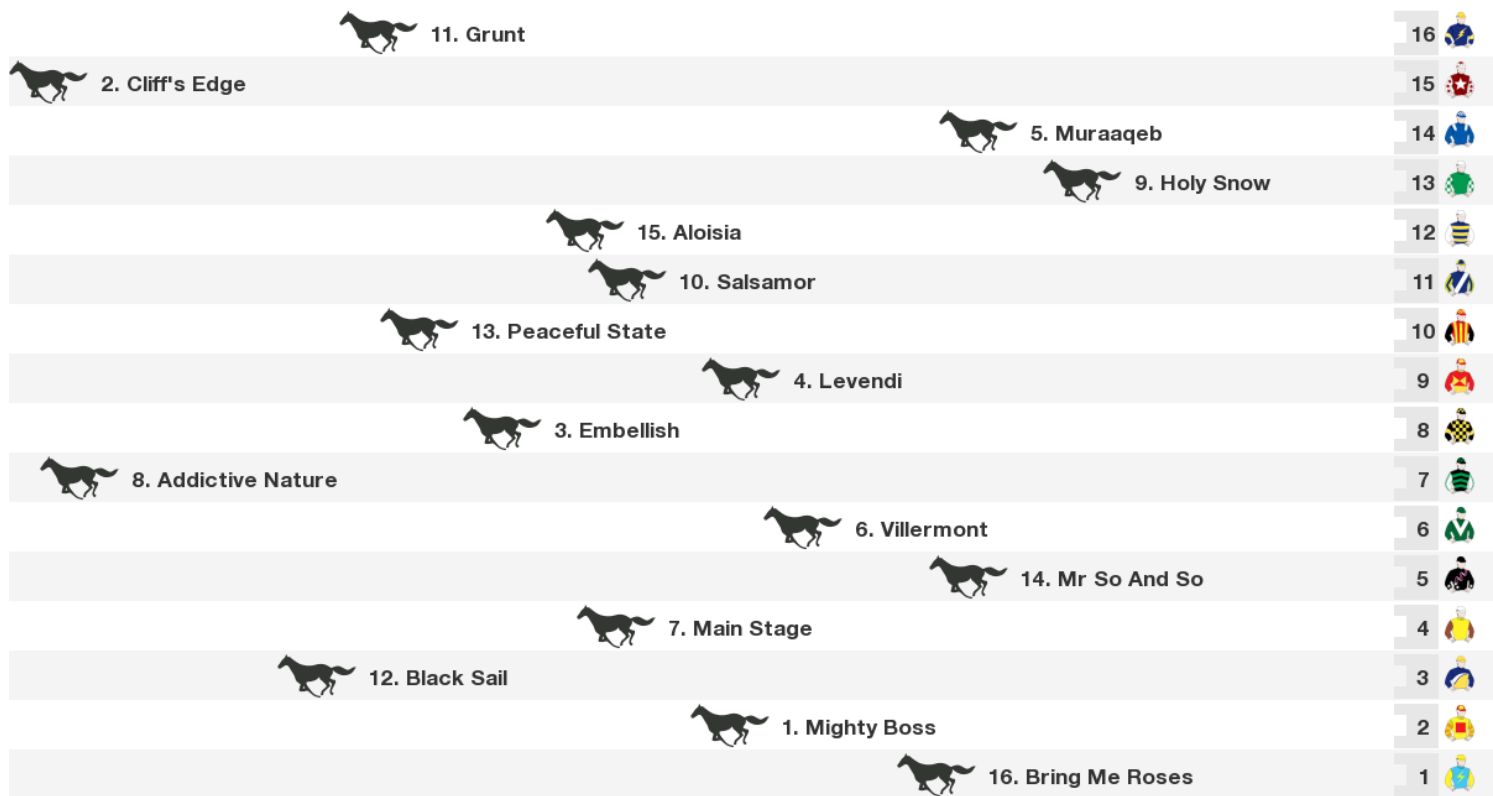 11. Grunt 16
2. Cliff's Edge 15
5. Muraaqeb 14
9. Holy Snow 13
15. Aloisia 12
10. Salsamor 11
13. Peaceful State 10
4. Levendi 9
3. Embellish 8
8. Addictive Nature 7
6. Villermont 6
14. Mr So And So 5
7. Main Stage 4
12. Black Sail 3
1. Mighty Boss 2
16. Bring Me Roses 1